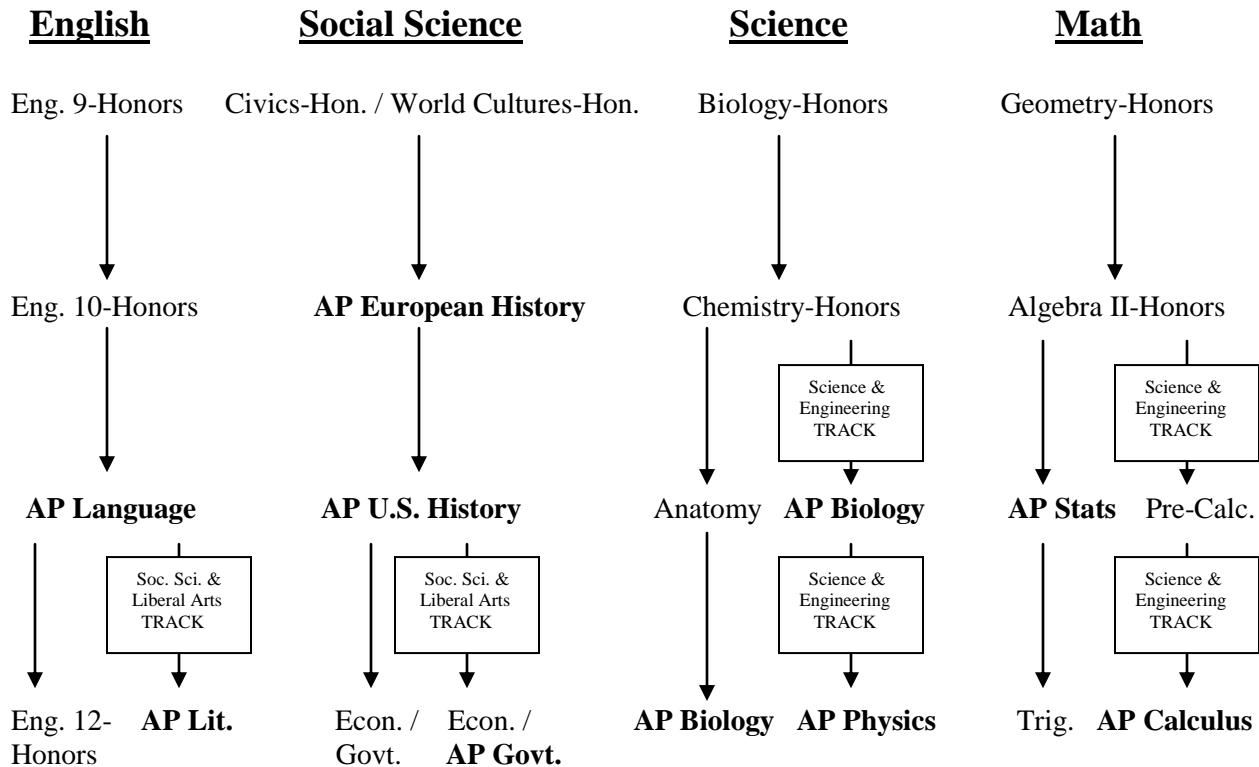 English Social Science Science Math
Eng. 9-Honors Civics-Hon. / World Cultures-Hon. Biology-Honors Geometry-Honors
Eng. 10-Honors AP European History Chemistry-Honors Algebra II-Honors
Science &
Engineering
TRACK
Science &
Engineering
TRACK
AP Language AP U.S. History Anatomy AP Biology AP Stats Pre-Calc.
Soc. Sci. &
Liberal Arts
TRACK
Soc. Sci. &
Liberal Arts
TRACK
Science &
Engineering
TRACK
Science &
Engineering
TRACK
Eng. 12-
Honors
AP Lit.
Econ. /
Govt.
Econ. /
AP Govt.
AP Biology AP Physics Trig. AP Calculus